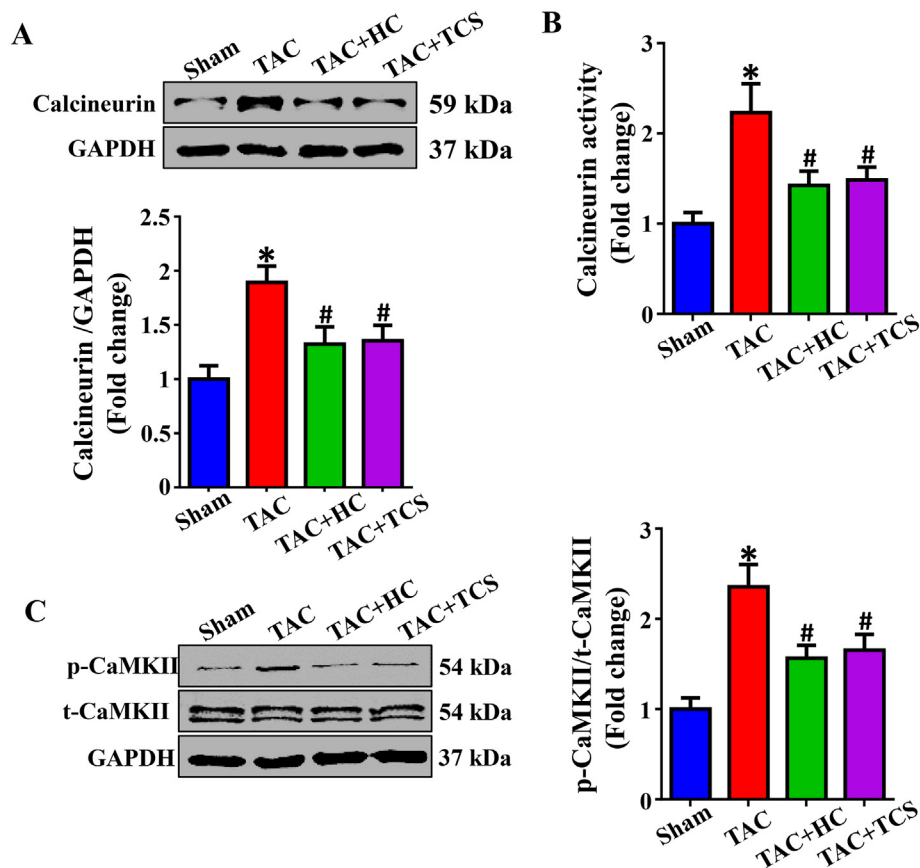 A
Sham TAC TAC+HC TAC+TCS
Calcineurin 59 kDa
GAPDH 37 kDa
Calcineurin /GAPDH
(Fold change)
2.5
2
1.5
1
0.5
0
*
#
#
Sham TAC TAC+HC TAC+TCS
B
Calcineurin activity
(Fold change)
3
2
1
0
*
#
#
Sham TAC TAC+HC TAC+TCS
C
Sham TAC TAC+HC TAC+TCS
p-CaMKII 54 kDa
t-CaMKII 54 kDa
GAPDH 37 kDa
p-CaMKII/t-CaMKII
(Fold change)
3
2
1
0
*
#
#
Sham TAC TAC+HC TAC+TCS